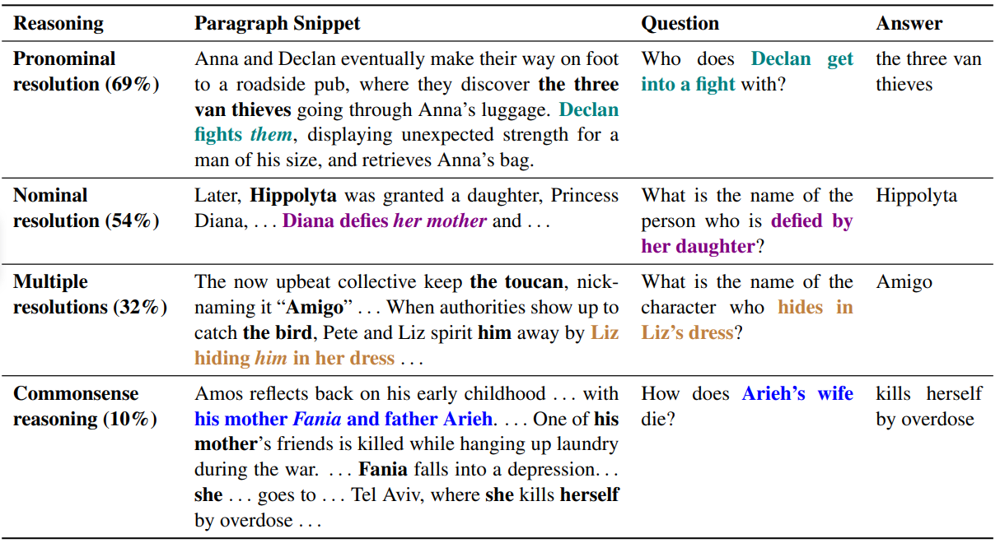 Reasoning Paragraph Snippet Question Answer
Pronominal resolution (69%)
Anna and Declan eventually make their way on foot
to a roadside pub, where they discover the three
van thieves going through Anna's luggage. Declan
fights them, displaying unexpected strength for a
man of his size, and retrieves Anna's bag.
Who does Declan get
into a fight with?
the three van
thieves
Nominal
resolution (54%)
Later, Hippolyta was granted a daughter, Princess
Diana, ... Diana defies her mother and ...
What is the name of the
person who is defied by
her daughter?
Hippolyta
Multiple
resolutions (32%)
The now upbeat collective keep the toucan, nick-
naming it “Amigo” ... When authorities show up to
catch the bird, Pete and Liz spirit him away by Liz
hiding him in her dress ...
What is the name of the
character who hides in
Liz's dress?
Amigo
Commonsense
reasoning (10%)
Amos reflects back on his early childhood ... with
his mother Fania and father Arieh. ... One of his
mother's friends is killed while hanging up laundry
during the war. ... Fania falls into a depression...
she ... goes to ... Tel Aviv, where she kills herself
by overdose ...
How does Arieh's wife
die?
kills herself
by overdose